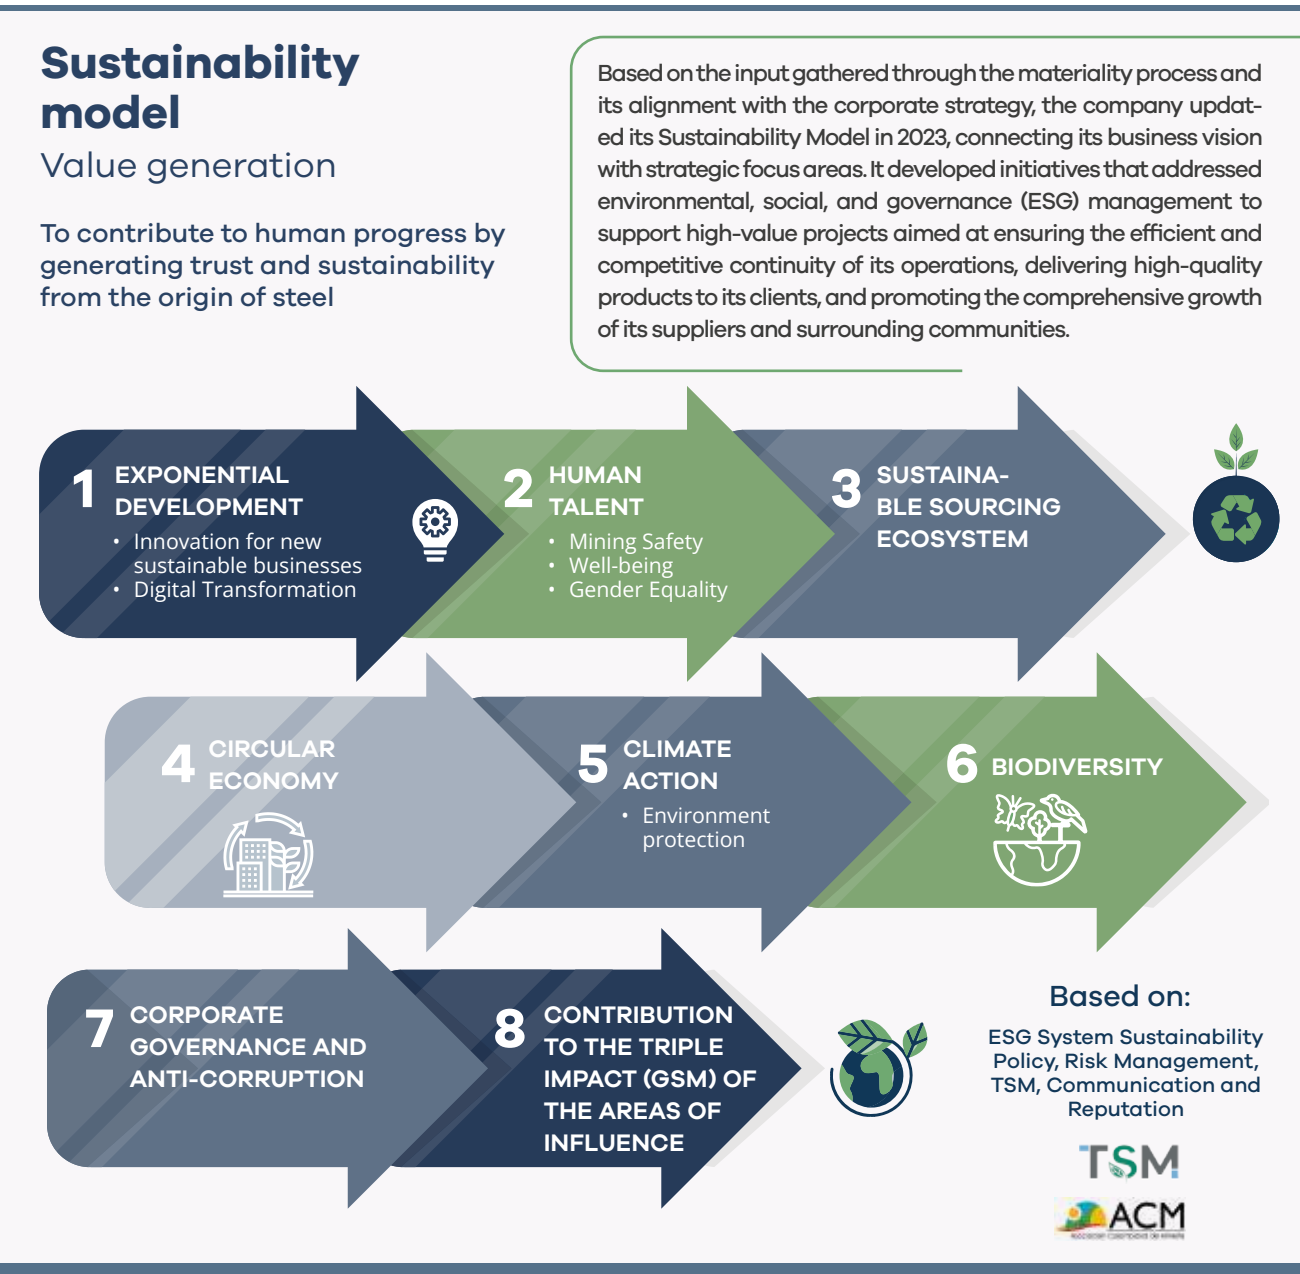 Sustainability
model
Value generation
To contribute to human progress by
generating trust and sustainability
from the origin of steel
Based on the input gathered through the materiality process and
its alignment with the corporate strategy, the company updat-
ed its Sustainability Model in 2023, connecting its business vision
with strategic focus areas. It developed initiatives that addressed
environmental, social, and governance (ESG) management to
support high-value projects aimed at ensuring the efficient and
competitive continuity of its operations, delivering high-quality
products to its clients, and promoting the comprehensive growth
of its suppliers and surrounding communities.
1 EXPONENTIAL
DEVELOPMENT
• Innovation for new
sustainable businesses
• Digital Transformation
2 HUMAN
TALENT
• Mining Safety
• Well-being
• Gender Equality
3 SUSTAINA-
BLE SOURCING
ECOSYSTEM
4 CIRCULAR
ECONOMY
5 CLIMATE
ACTION
• Environment
protection
6 BIODIVERSITY
7 CORPORATE
GOVERNANCE AND
ANTI-CORRUPTION
8 CONTRIBUTION
TO THE TRIPLE
IMPACT (GSM) OF
THE AREAS OF
INFLUENCE
Based on:
ESG System Sustainability
Policy, Risk Management,
TSM, Communication and
Reputation
TSM
ACM